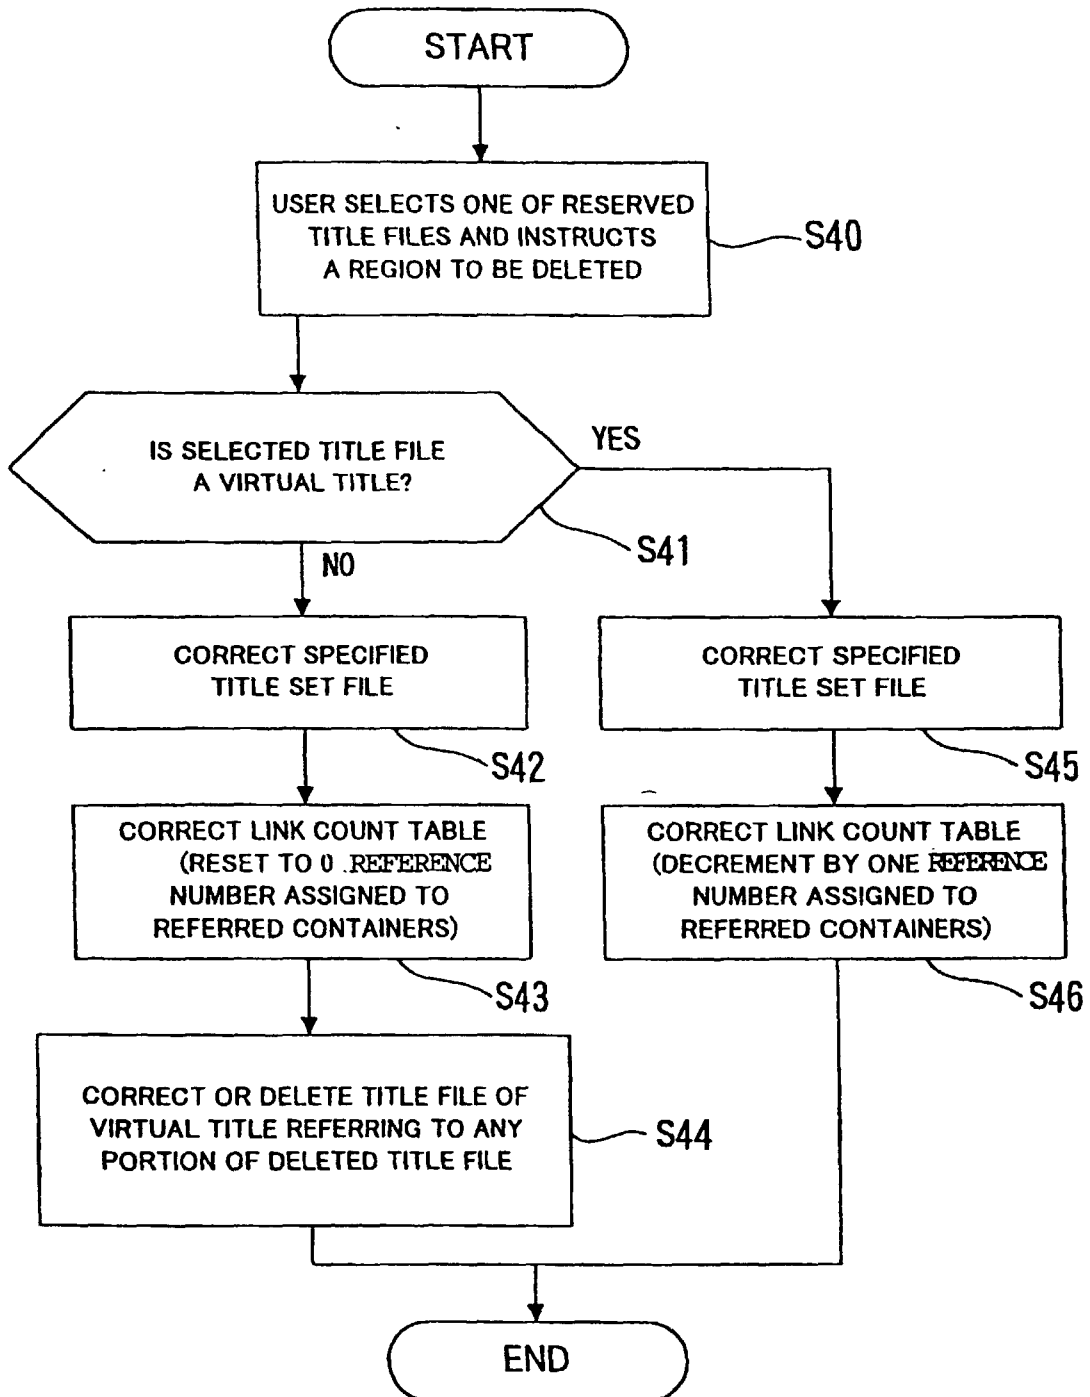 START
USER SELECTS ONE OF RESERVED
TITLE FILES AND INSTRUCTS
A REGION TO BE DELETED
S40
IS SELECTED TITLE FILE
A VIRTUAL TITLE?
YES
S41
NO
CORRECT SPECIFIED
TITLE SET FILE
S42
CORRECT LINK COUNT TABLE
(RESET TO 0 .REFERENCE
NUMBER ASSIGNED TO
REFERRED CONTAINERS)
S43
CORRECT OR DELETE TITLE FILE OF
VIRTUAL TITLE REFERRING TO ANY
PORTION OF DELETED TITLE FILE
S44
CORRECT SPECIFIED
TITLE SET FILE
S45
CORRECT LINK COUNT TABLE
(DECREMENT BY ONE REFERENCE
NUMBER ASSIGNED TO
REFERRED CONTAINERS)
S46
END